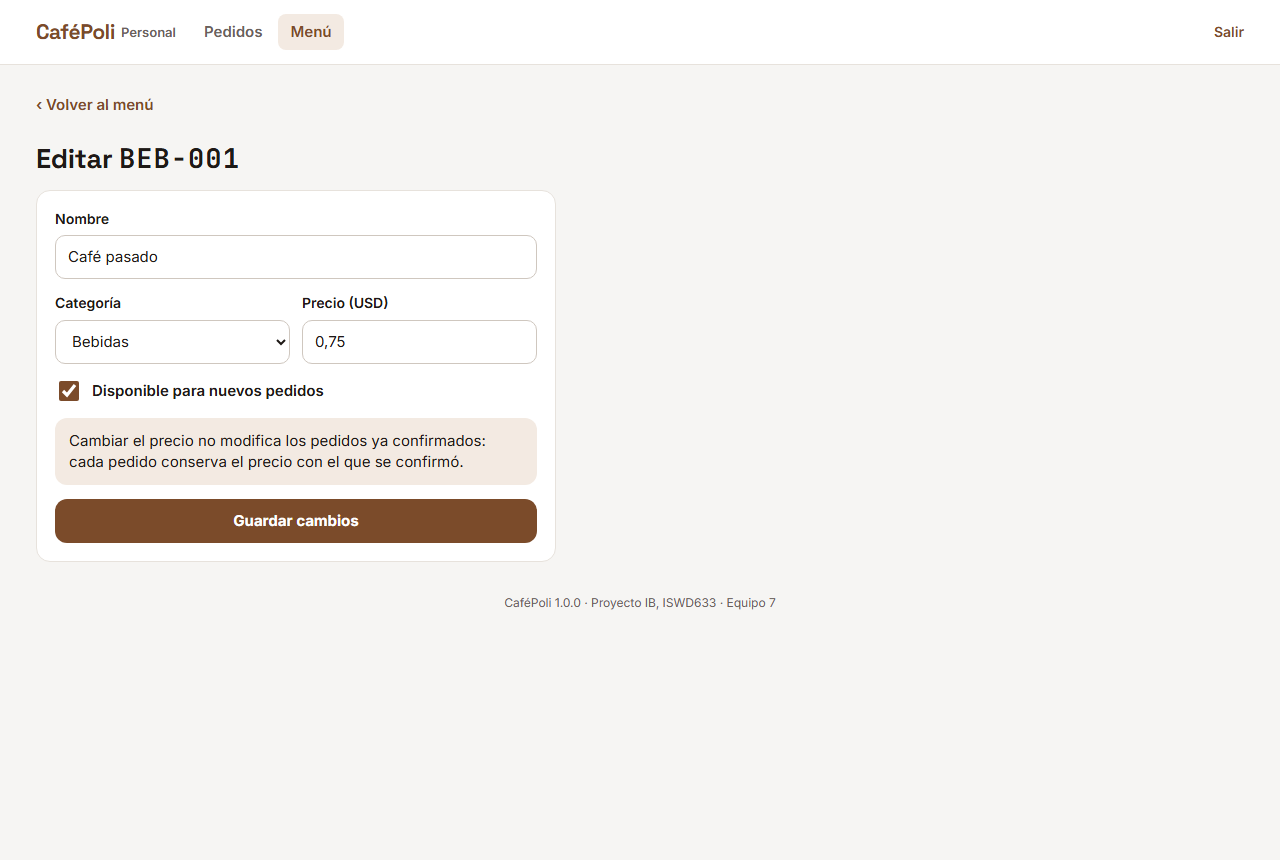 CaféPoli Personal Pedidos Menú Salir
‹ Volver al menú
Editar BEB-001
Nombre
Café pasado
Categoría Precio (USD)
Bebidas 0,75
Disponible para nuevos pedidos
Cambiar el precio no modifica los pedidos ya confirmados:
cada pedido conserva el precio con el que se confirmó.
Guardar cambios
CaféPoli 1.0.0 · Proyecto IB, ISWD633 · Equipo 7